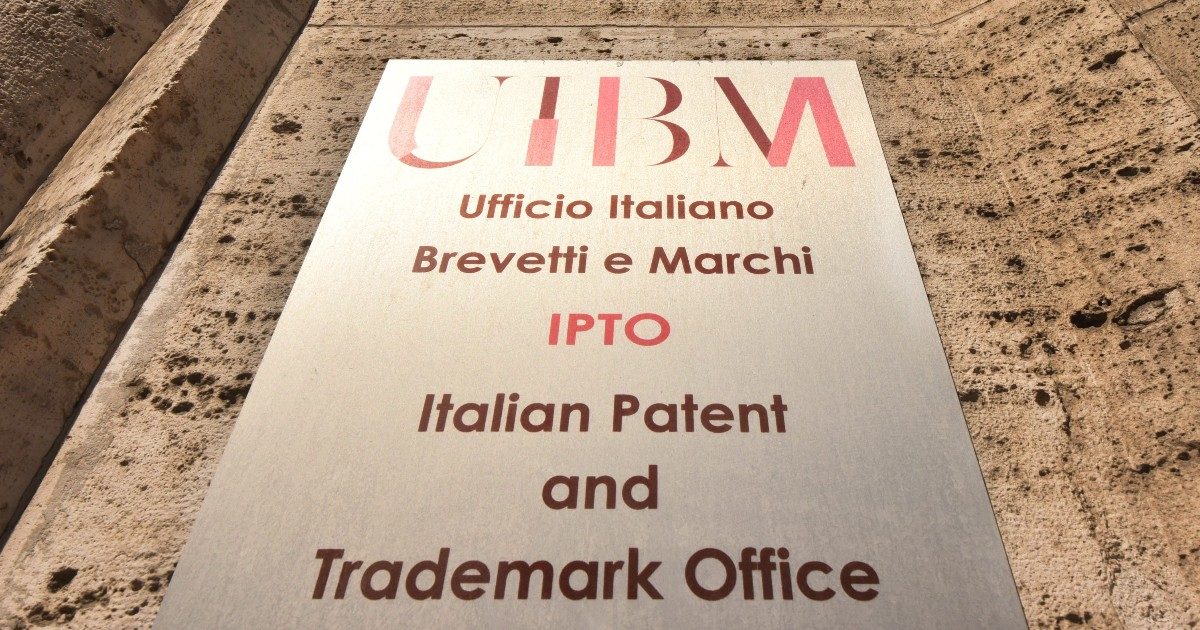 UIBM
Ufficio Italiano
Brevetti e Marchi
IPTO
Italian Patent
and
Trademark Office